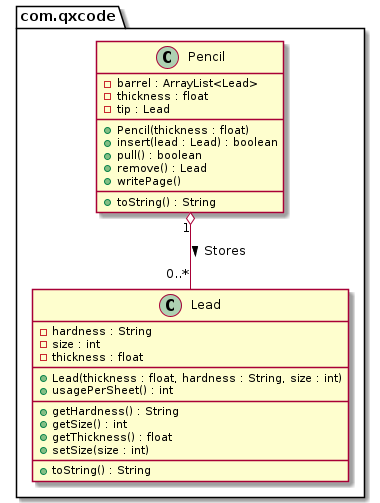 com.qxcode
C Pencil
barrel : ArrayList<Lead>
thickness : float
tip : Lead
Pencil(thickness : float)
insert(lead : Lead) : boolean
pull() : boolean
remove() : Lead
writePage()
toString() : String
1
Stores
0..*
C Lead
hardness : String
size : int
thickness : float
Lead(thickness : float, hardness : String, size : int)
usagePerSheet() : int
getHardness() : String
getSize() : int
getThickness() : float
setSize(size : int)
toString() : String